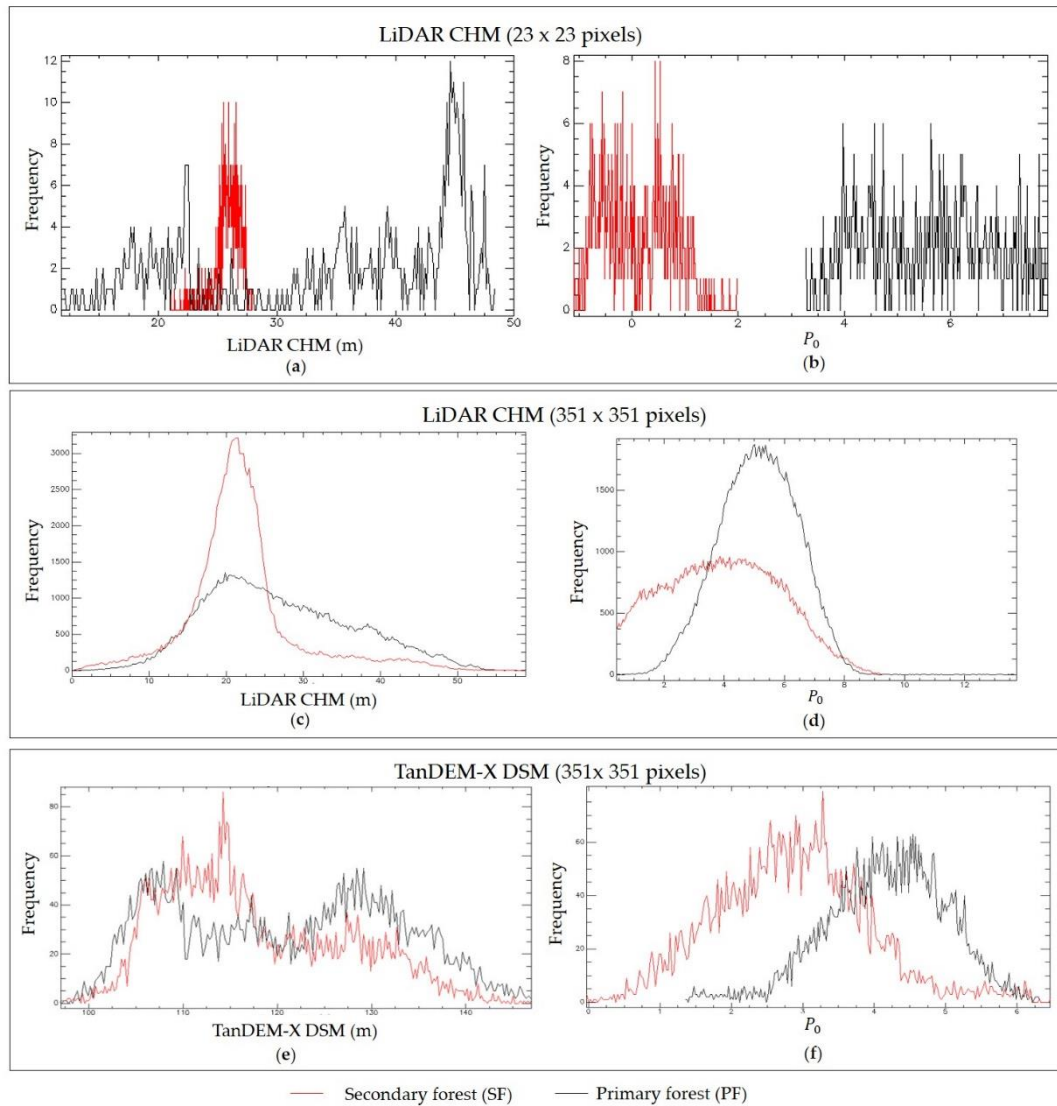 LiDAR CHM (23 x 23 pixels)
12
10
8
6
4
2
0
Frequency
20
30
40
50
LiDAR CHM (m)
(a)
8
6
4
2
0
Frequency
0
2
4
6
P0
(b)
LiDAR CHM (351 x 351 pixels)
3000
2500
2000
1500
1000
500
0
Frequency
0
10
20
30
40
50
LiDAR CHM (m)
(c)
1500
1000
500
0
Frequency
2
4
6
8
10
12
P0
(d)
TanDEM-X DSM (351x 351 pixels)
80
60
40
20
0
Frequency
100
110
120
130
140
TanDEM-X DSM (m)
(e)
60
40
20
0
Frequency
0
1
2
3
4
5
6
P0
(f)
Secondary forest (SF)
Primary forest (PF)